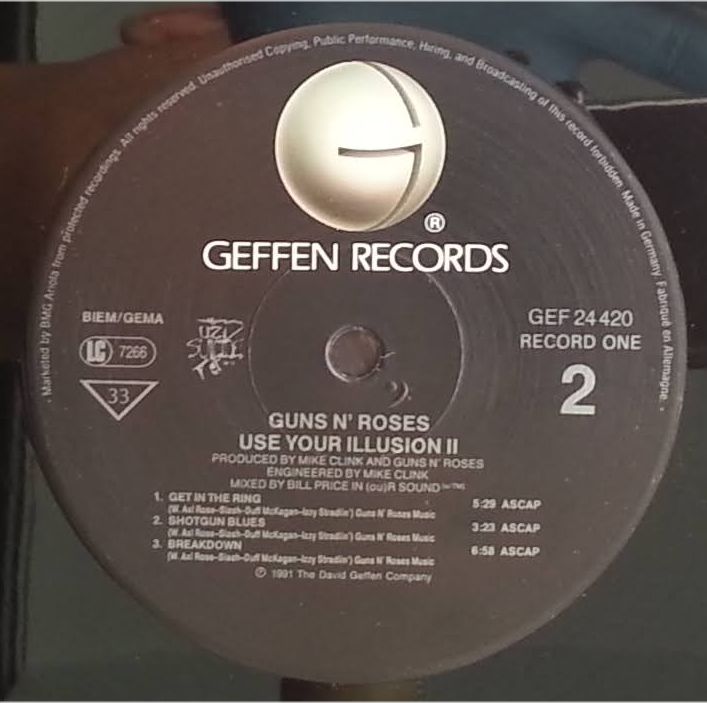 Marketed by BMG Ariola from protected recordings. All rights reserved. Unauthorised Copying, Public Performance, Hiring, and Broadcasting of this record forbidden. Made in Germany. Fabriqué en Allemagne.
G
®
GEFFEN RECORDS
BIEM/GEMA
LC 7266
33
UZI
SUICIDE
GEF 24 420
RECORD ONE
2
GUNS N' ROSES
USE YOUR ILLUSION II
PRODUCED BY MIKE CLINK AND GUNS N' ROSES
ENGINEERED BY MIKE CLINK
MIXED BY BILL PRICE IN (ou)R SOUND
1. GET IN THE RING 5:29 ASCAP
(W. Axl Rose-Slash-Duff McKagan-Izzy Stradlin') Guns N' Roses Music
2. SHOTGUN BLUES 3:23 ASCAP
(W. Axl Rose-Slash-Duff McKagan-Izzy Stradlin') Guns N' Roses Music
3. BREAKDOWN 6:58 ASCAP
(W. Axl Rose-Slash-Duff McKagan-Izzy Stradlin') Guns N' Roses Music
℗ 1991 The David Geffen Company